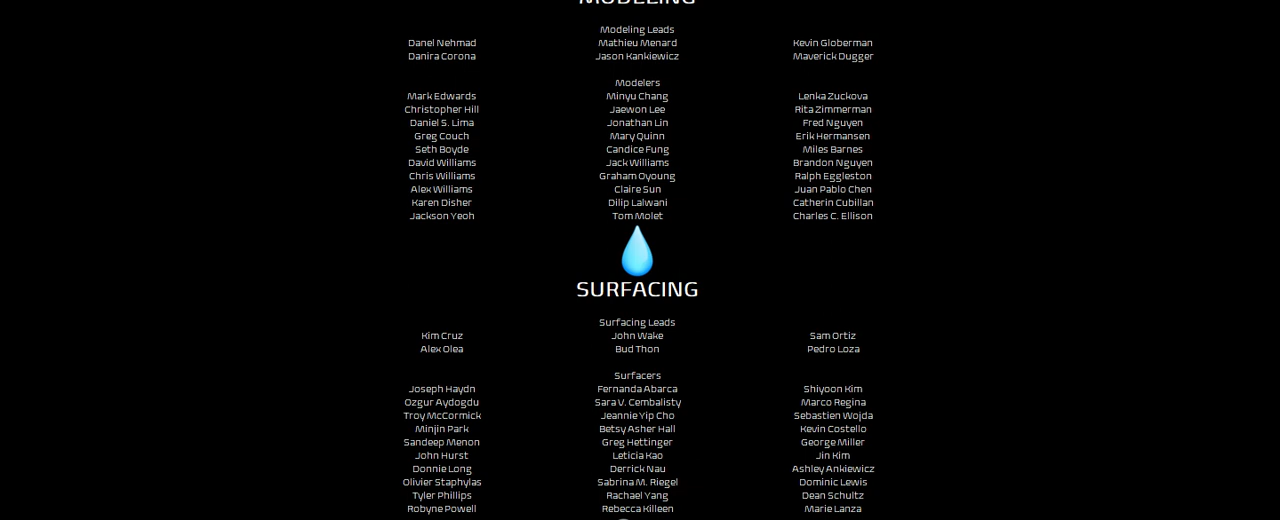 MODELING
Modeling Leads
Danel Nehmad Mathieu Menard Kevin Globerman
Danira Corona Jason Kankiewicz Maverick Dugger
Modelers
Mark Edwards Minyu Chang Lenka Zuckova
Christopher Hill Jaewon Lee Rita Zimmerman
Daniel S. Lima Jonathan Lin Fred Nguyen
Greg Couch Mary Quinn Erik Hermansen
Seth Boyde Candice Fung Miles Barnes
David Williams Jack Williams Brandon Nguyen
Chris Williams Graham Oyoung Ralph Eggleston
Alex Williams Claire Sun Juan Pablo Chen
Karen Disher Dilip Lalwani Catherin Cubillan
Jackson Yeoh Tom Molet Charles C. Ellison
SURFACING
Surfacing Leads
Kim Cruz John Wake Sam Ortiz
Alex Olea Bud Thon Pedro Loza
Surfacers
Joseph Haydn Fernanda Abarca Shiyoon Kim
Ozgur Aydogdu Sara V. Cembalisty Marco Regina
Troy McCormick Jeannie Yip Cho Sebastien Wojda
Minjin Park Betsy Asher Hall Kevin Costello
Sandeep Menon Greg Hettinger George Miller
John Hurst Leticia Kao Jin Kim
Donnie Long Derrick Nau Ashley Ankiewicz
Olivier Staphylas Sabrina M. Riegel Dominic Lewis
Tyler Phillips Rachael Yang Dean Schultz
Robyne Powell Rebecca Killeen Marie Lanza